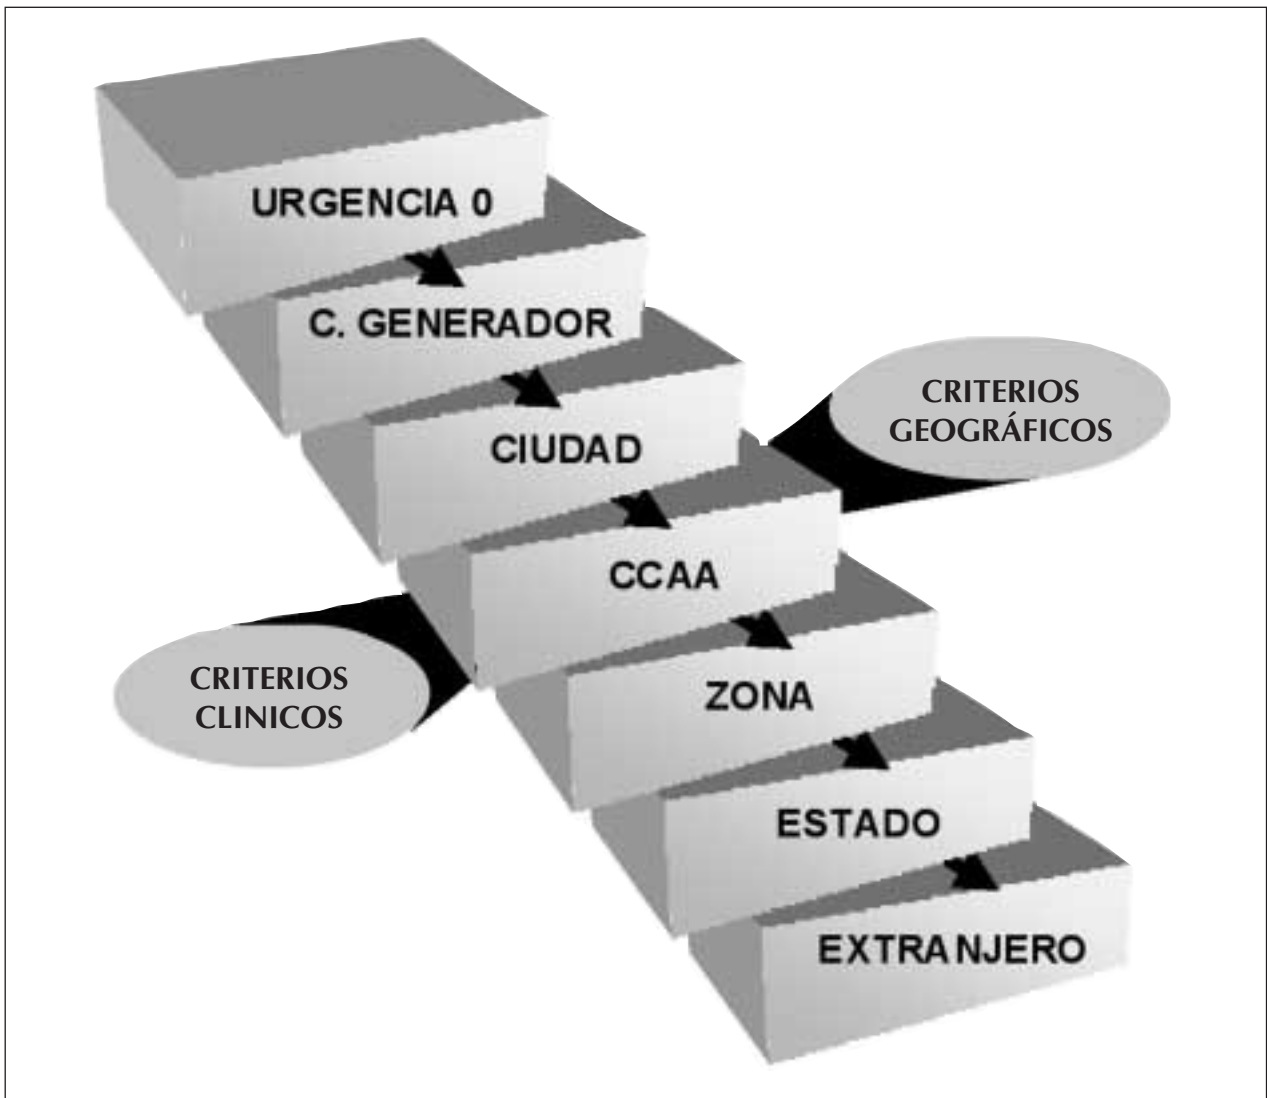 URGENCIA 0
C. GENERADOR
CRITERIOS
GEOGRÁFICOS
CIUDAD
CCAA
CRITERIOS
CLINICOS
ZONA
ESTADO
EXTRANJERO